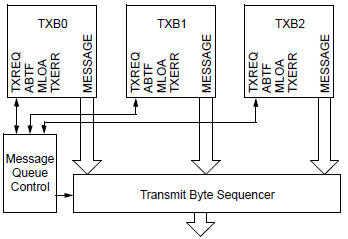 TXB0
TXREQ
ABTF
MLOA
TXERR
MESSAGE
TXB1
TXREQ
ABTF
MLOA
TXERR
MESSAGE
TXB2
TXREQ
ABTF
MLOA
TXERR
MESSAGE
Message
Queue
Control
Transmit Byte Sequencer